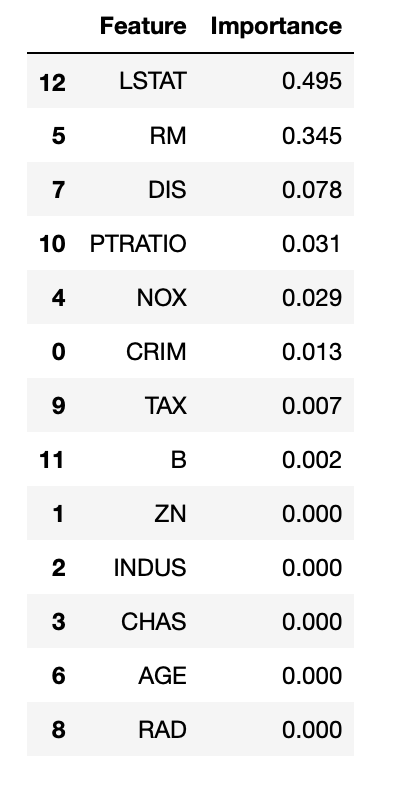 Feature Importance
12 LSTAT 0.495
5 RM 0.345
7 DIS 0.078
10 PTRATIO 0.031
4 NOX 0.029
0 CRIM 0.013
9 TAX 0.007
11 B 0.002
1 ZN 0.000
2 INDUS 0.000
3 CHAS 0.000
6 AGE 0.000
8 RAD 0.000